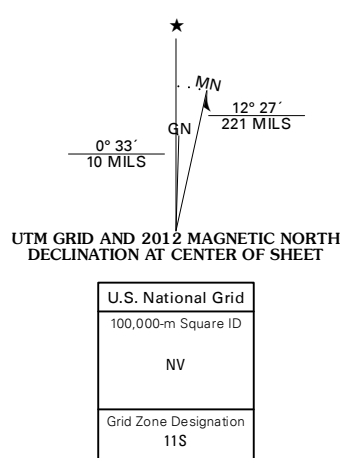 ★
MN
GN
12° 27´
221 MILS
0° 33´
10 MILS
UTM GRID AND 2012 MAGNETIC NORTH
DECLINATION AT CENTER OF SHEET
U.S. National Grid
100,000-m Square ID
NV
Grid Zone Designation
11S